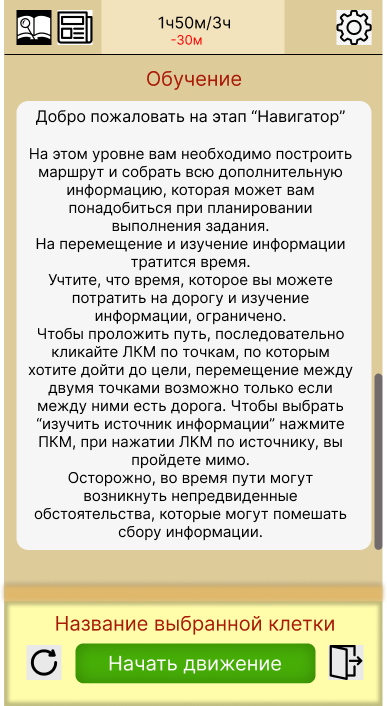 1ч50м/3ч
-30м
Обучение
Добро пожаловать на этап “Навигатор”
На этом уровне вам необходимо построить
маршрут и собрать всю дополнительную
информацию, которая может вам
понадобиться при планировании
выполнения задания.
На перемещение и изучение информации
тратится время.
Учтите, что время, которое вы можете
потратить на дорогу и изучение
информации, ограничено.
Чтобы проложить путь, последовательно
кликайте ЛКМ по точкам, по которым
хотите дойти до цели, перемещение между
двумя точками возможно только если
между ними есть дорога. Чтобы выбрать
“изучить источник информации” нажмите
ПКМ, при нажатии ЛКМ по источнику, вы
пройдете мимо.
Осторожно, во время пути могут
возникнуть непредвиденные
обстоятельства, которые могут помешать
сбору информации.
Название выбранной клетки
Начать движение